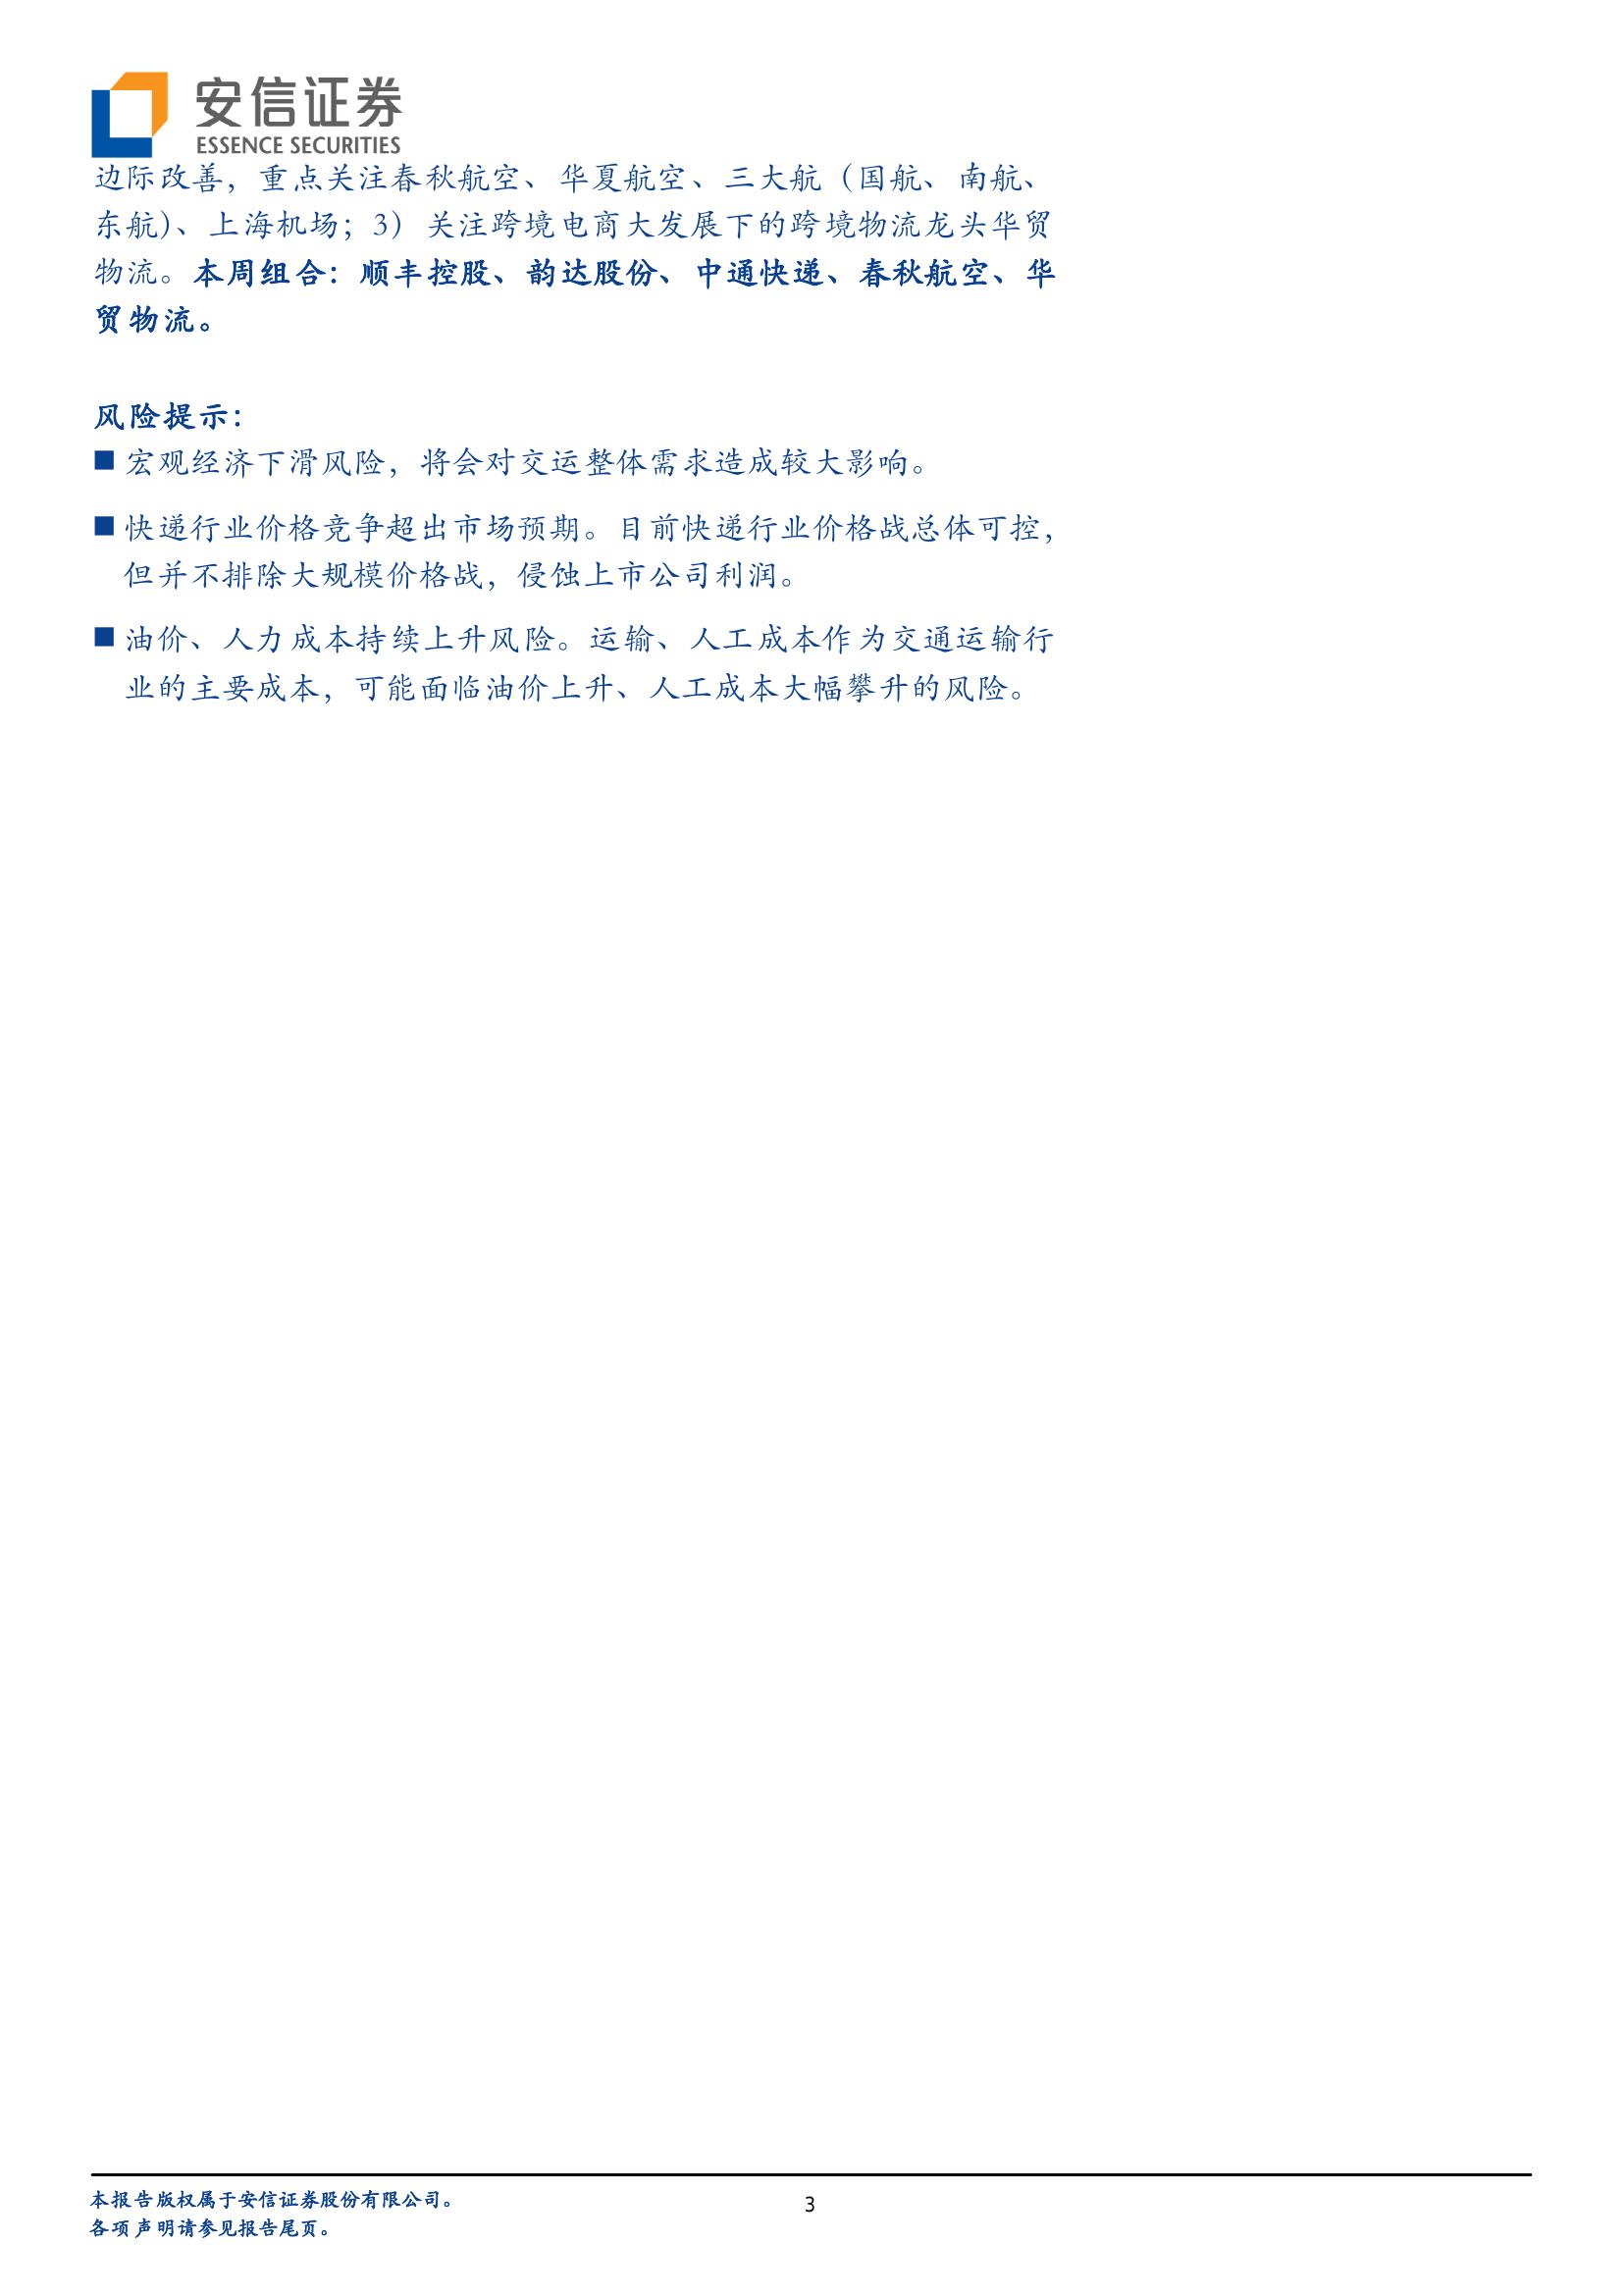 安信证券
ESSENCE SECURITIES
边际改善，重点关注春秋航空、华夏航空、三大航（国航、南航、
东航)、上海机场；3） 关注跨境电商大发展下的跨境物流龙头华贸
物流。本周组合：顺丰控股、韵达股份、中通快递、春秋航空、华
贸物流。
风险提示：
■ 宏观经济下滑风险，将会对交运整体需求造成较大影响。
■ 快递行业价格竞争超出市场预期。目前快递行业价格战总体可控，
但并不排除大规模价格战，侵蚀上市公司利润。
■ 油价、人力成本持续上升风险。运输、人工成本作为交通运输行
业的主要成本，可能面临油价上升、人工成本大幅攀升的风险。
本报告版权属于安信证券股份有限公司。
3
各项声明请参见报告尾页。